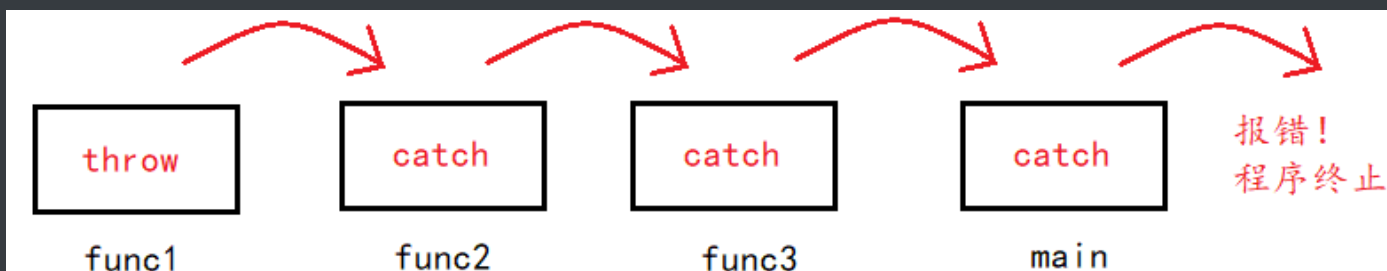 throw
catch
catch
catch
报错！
程序终止
func1
func2
func3
main